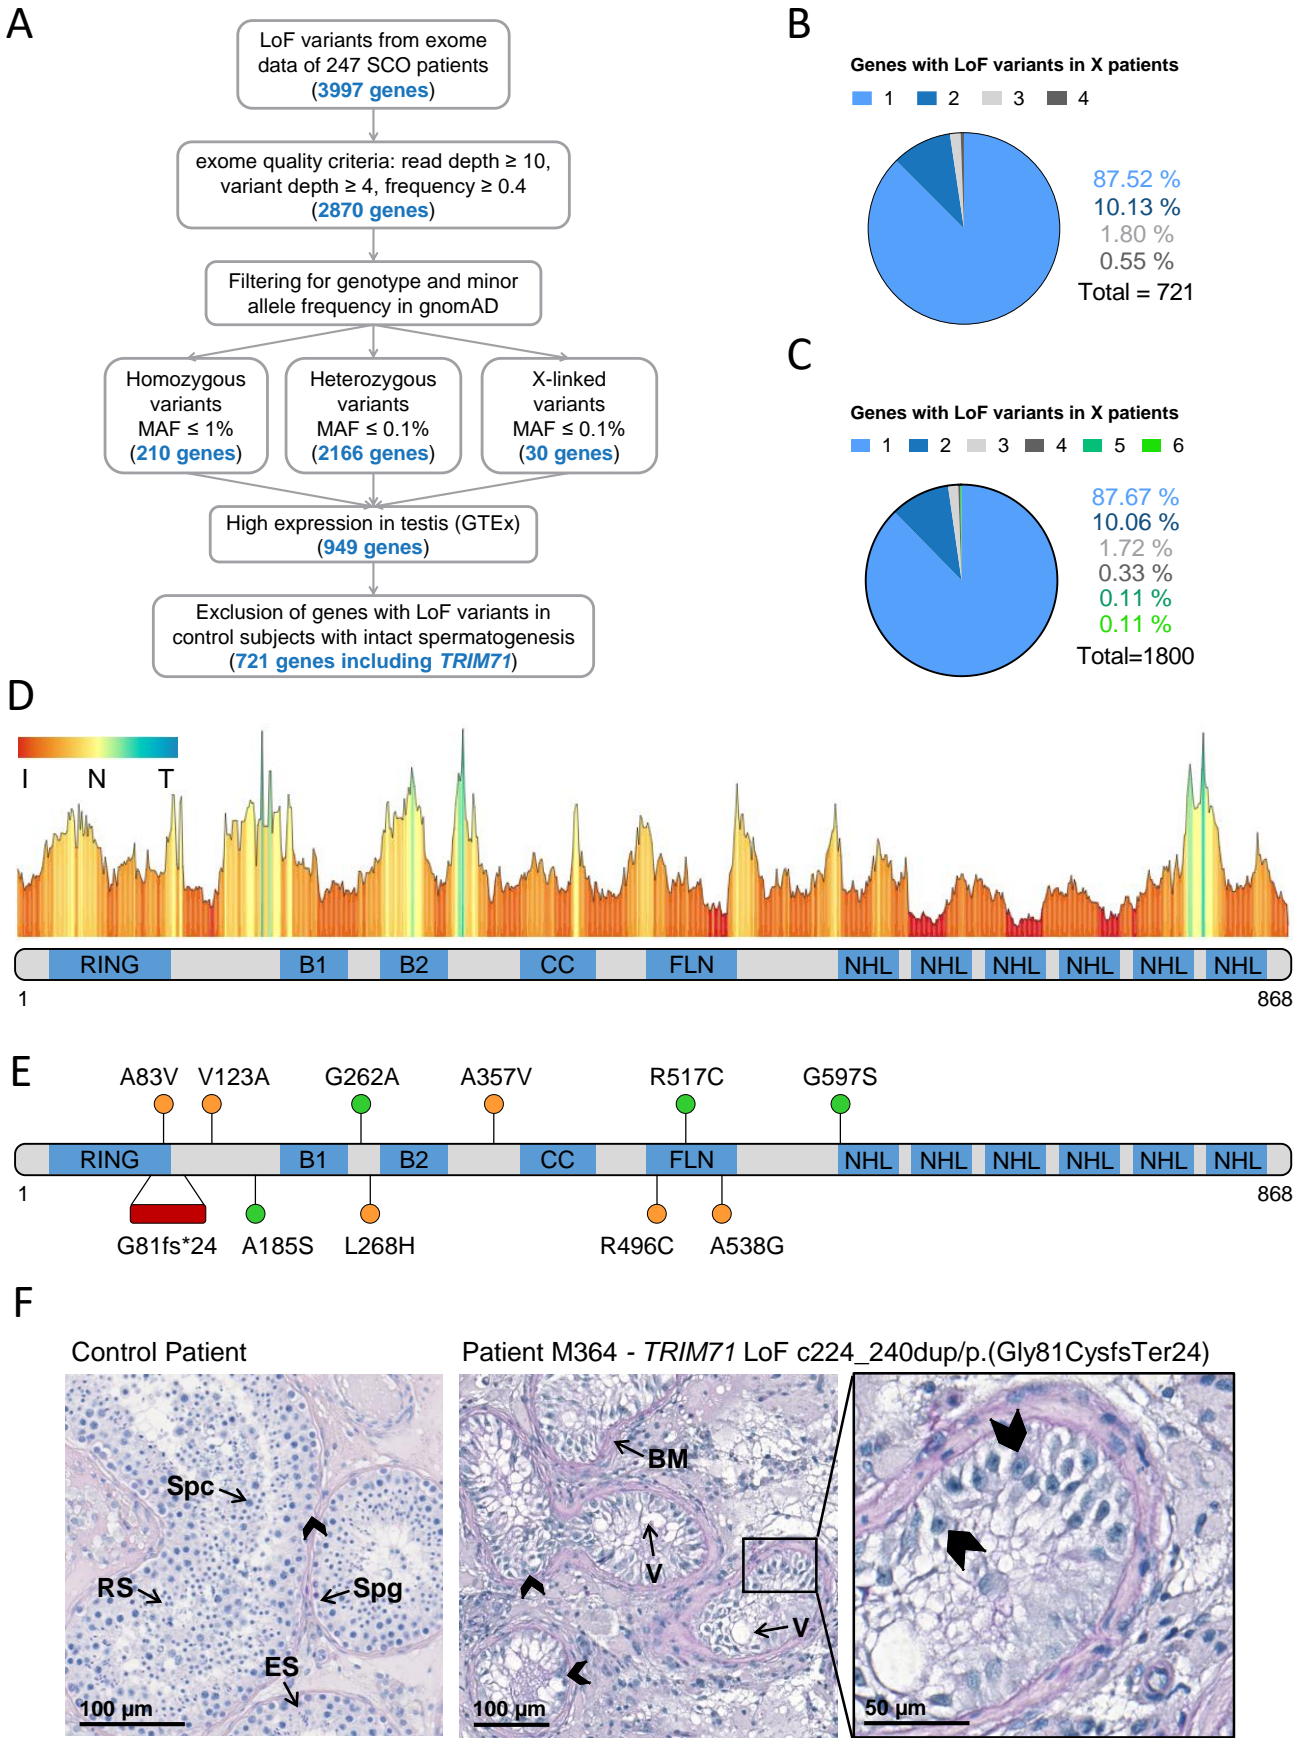 A
LoF variants from exome
data of 247 SCO patients
(3997 genes)
exome quality criteria: read depth ≥ 10,
variant depth ≥ 4, frequency ≥ 0.4
(2870 genes)
Filtering for genotype and minor
allele frequency in gnomAD
Homozygous
variants
MAF ≤ 1%
(210 genes)
Heterozygous
variants
MAF ≤ 0.1%
(2166 genes)
X-linked
variants
MAF ≤ 0.1%
(30 genes)
High expression in testis (GTEx)
(949 genes)
Exclusion of genes with LoF variants in
control subjects with intact spermatogenesis
(721 genes including TRIM71)
B
Genes with LoF variants in X patients
1 2 3 4
87.52 %
10.13 %
1.80 %
0.55 %
Total = 721
C
Genes with LoF variants in X patients
1 2 3 4 5 6
87.67 %
10.06 %
1.72 %
0.33 %
0.11 %
0.11 %
Total=1800
D
I N T
RING B1 B2 CC FLN NHL NHL NHL NHL NHL NHL
1 868
E
A83V V123A G262A A357V R517C G597S
RING B1 B2 CC FLN NHL NHL NHL NHL NHL NHL
1 868
G81fs*24 A185S L268H R496C A538G
F
Control Patient
Spc
RS
Spg
ES
100 µm
Patient M364 - TRIM71 LoF c224_240dup/p.(Gly81CysfsTer24)
BM
V
V
100 µm
50 µm